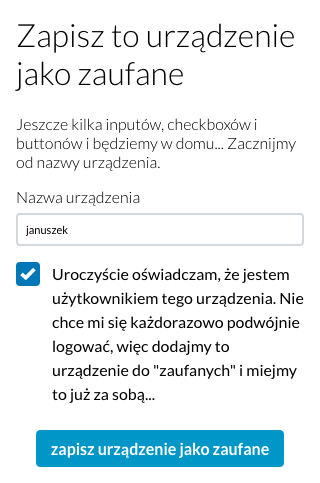 Zapisz to urządzenie
jako zaufane
Jeszcze kilka inputów, checkboxów i
buttonów i będziemy w domu... Zacznijmy
od nazwy urządzenia.
Nazwa urządzenia
januszek
Uroczyście oświadczam, że jestem
użytkownikiem tego urządzenia. Nie
chce mi się każdorazowo podwójnie
logować, więc dodajmy to
urządzenie do "zaufanych" i miejmy
to już za sobą...
zapisz urządzenie jako zaufane